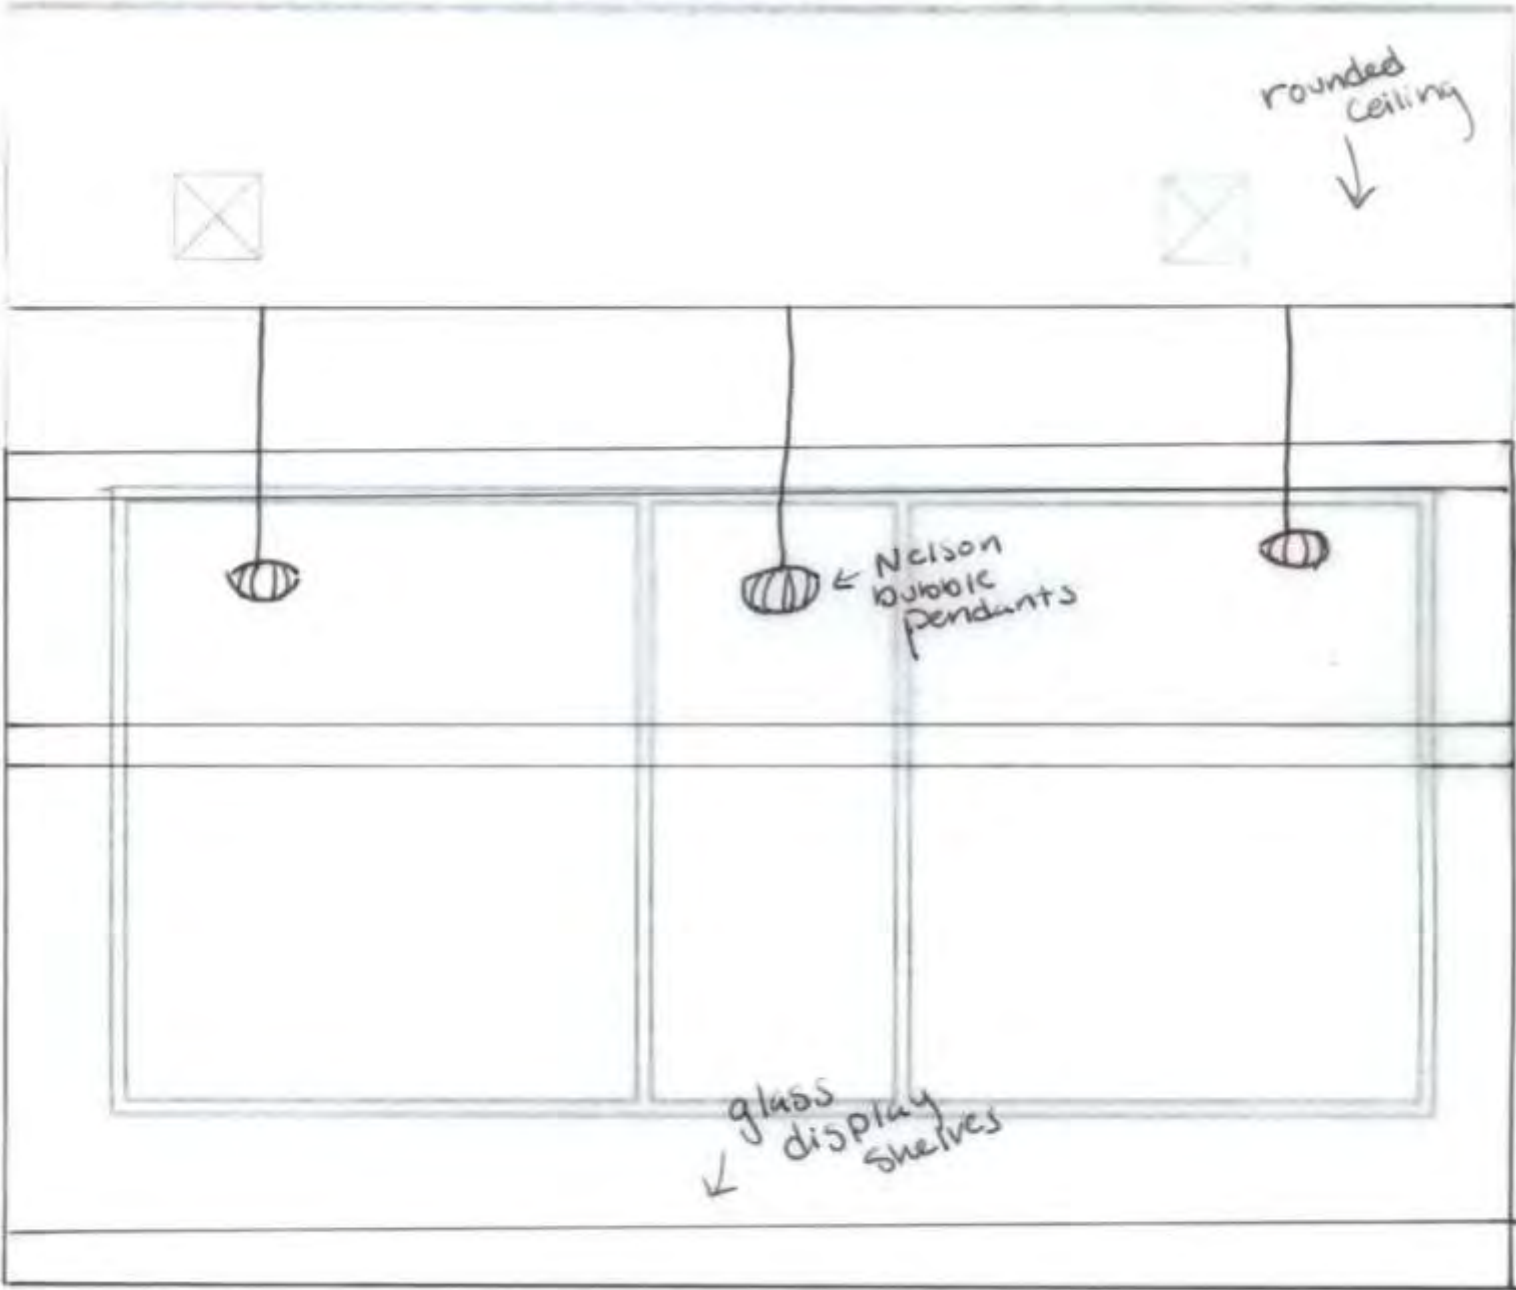 rounded
ceiling
Nelson
bubble
pendants
glass
display
shelves